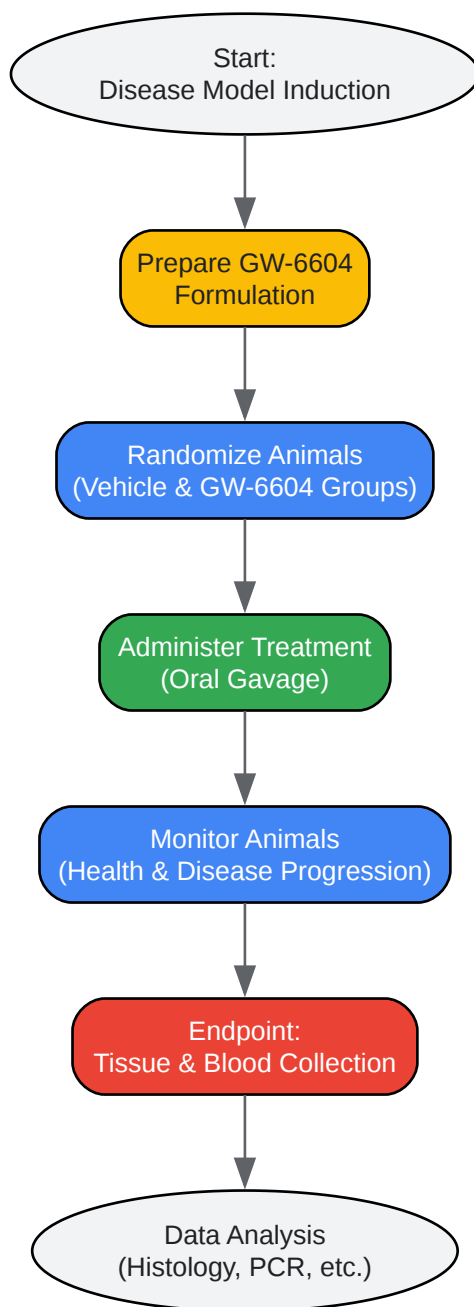 Start:
Disease Model Induction
Prepare GW-6604
Formulation
Randomize Animals
(Vehicle & GW-6604 Groups)
Administer Treatment
(Oral Gavage)
Monitor Animals
(Health & Disease Progression)
Endpoint:
Tissue & Blood Collection
Data Analysis
(Histology, PCR, etc.)